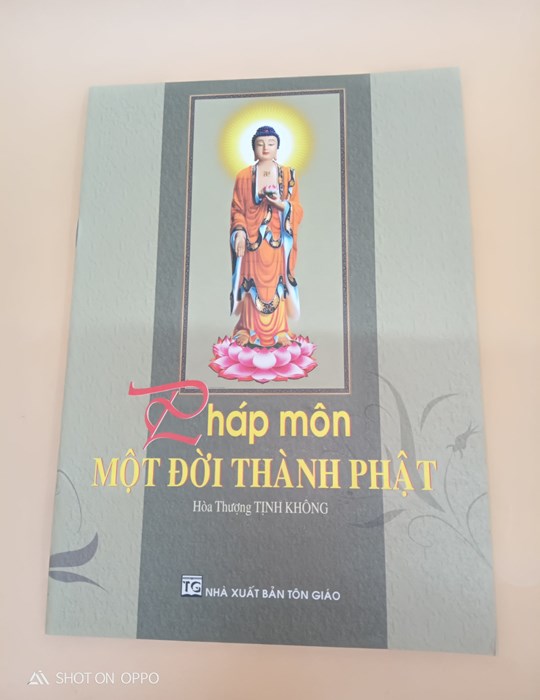 Pháp môn
MỘT ĐỜI THÀNH PHẬT
Hòa Thượng TỊNH KHÔNG
TG NHÀ XUẤT BẢN TÔN GIÁO
SHOT ON OPPO